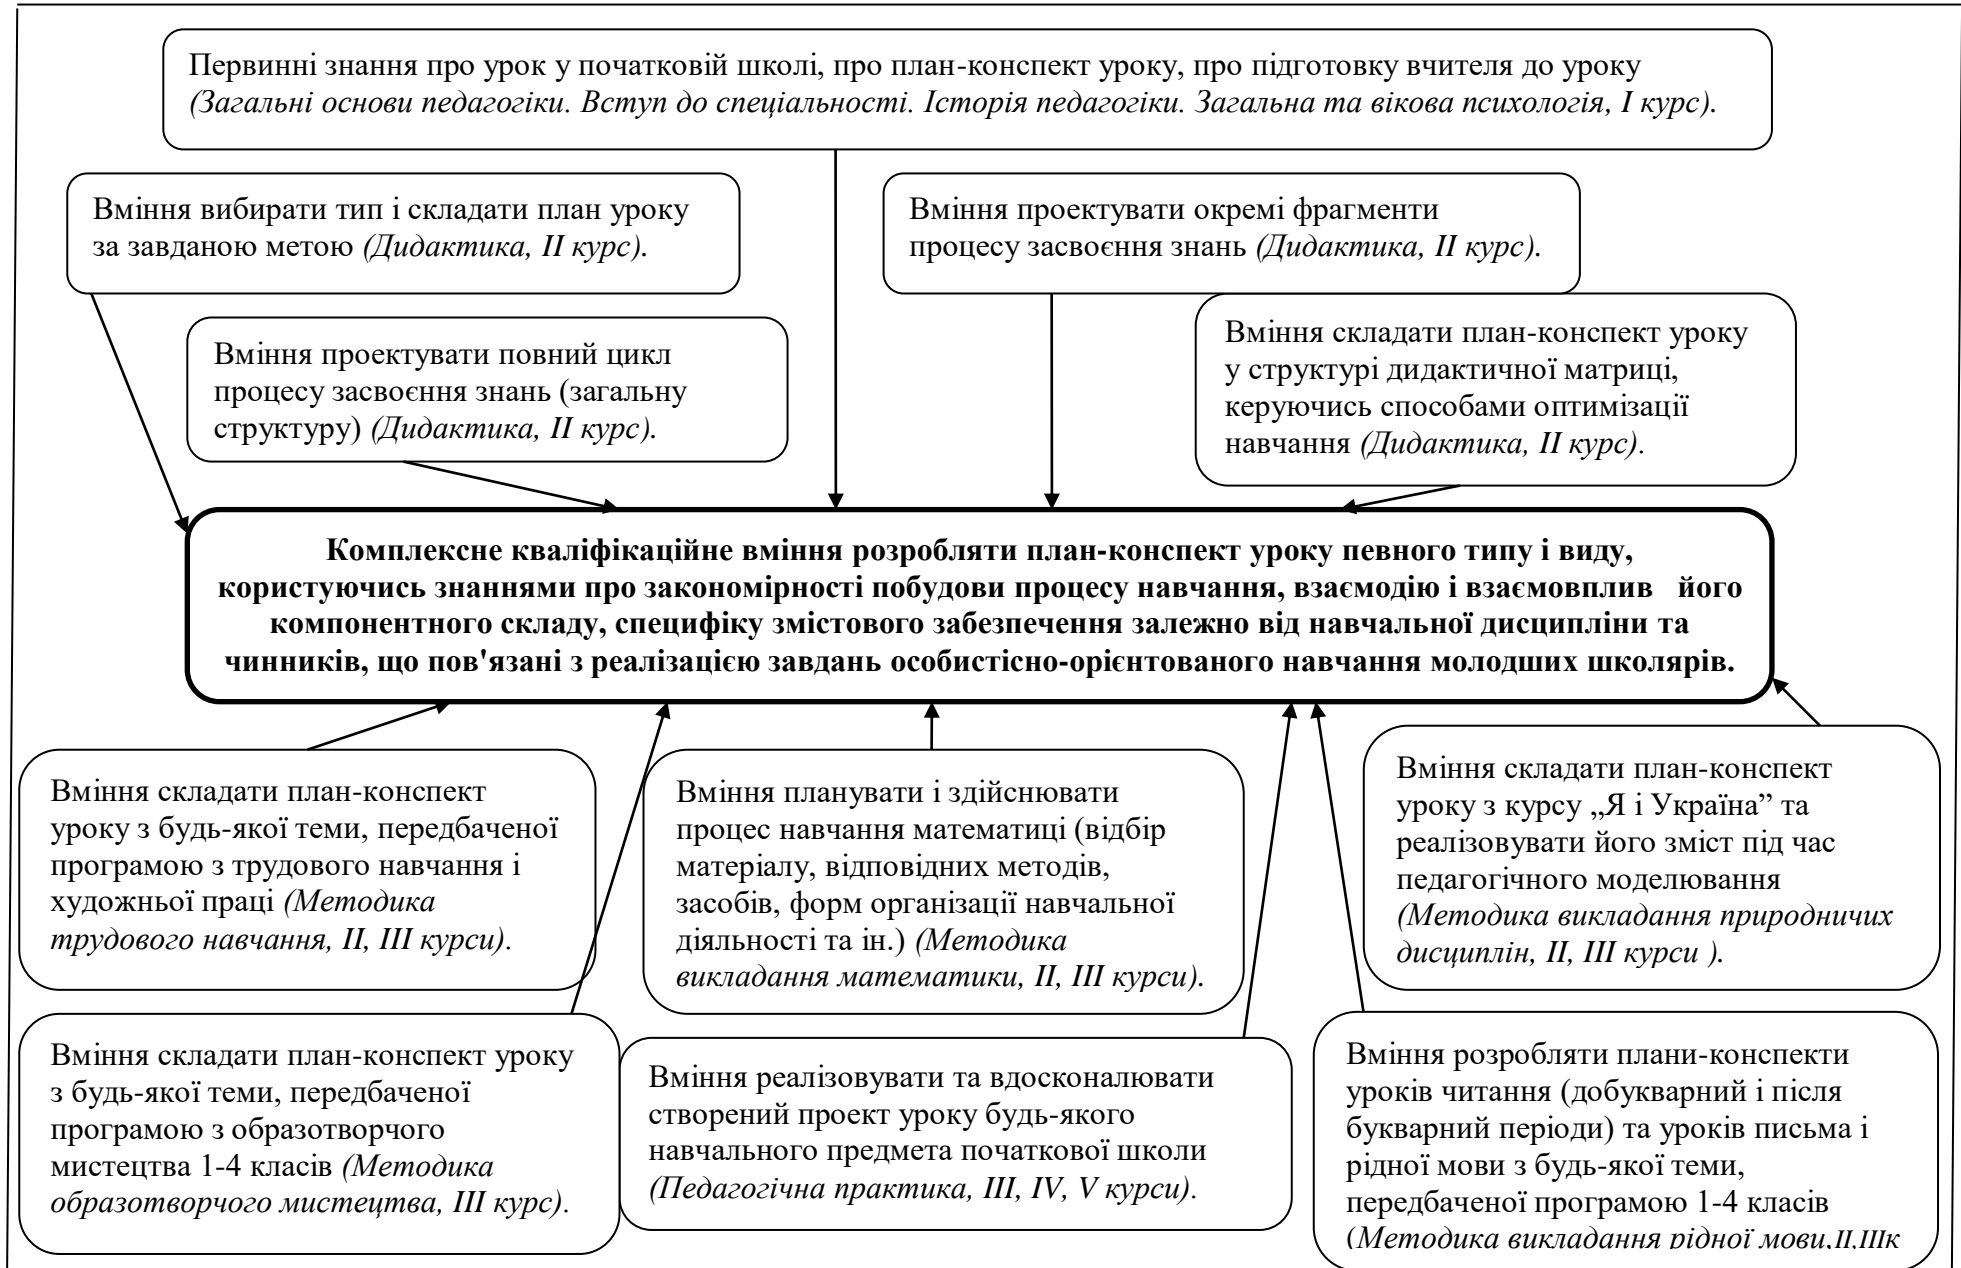 Первинні знання про урок у початковій школі, про план-конспект уроку, про підготовку вчителя до уроку
(Загальні основи педагогіки. Вступ до спеціальності. Історія педагогіки. Загальна та вікова психологія, І курс).
Вміння вибирати тип і складати план уроку
за завданою метою (Дидактика, ІІ курс).
Вміння проектувати окремі фрагменти
процесу засвоєння знань (Дидактика, ІІ курс).
Вміння проектувати повний цикл
процесу засвоєння знань (загальну
структуру) (Дидактика, ІІ курс).
Вміння складати план-конспект уроку
у структурі дидактичної матриці,
керуючись способами оптимізації
навчання (Дидактика, ІІ курс).
Комплексне кваліфікаційне вміння розробляти план-конспект уроку певного типу і виду,
користуючись знаннями про закономірності побудови процесу навчання, взаємодію і взаємовплив його
компонентного складу, специфіку змістового забезпечення залежно від навчальної дисципліни та
чинників, що пов'язані з реалізацією завдань особистісно-орієнтованого навчання молодших школярів.
Вміння складати план-конспект
уроку з будь-якої теми, передбаченої
програмою з трудового навчання і
художньої праці (Методика
трудового навчання, ІІ, ІІІ курси).
Вміння планувати і здійснювати
процес навчання математиці (відбір
матеріалу, відповідних методів,
засобів, форм організації навчальної
діяльності та ін.) (Методика
викладання математики, ІІ, ІІІ курси).
Вміння складати план-конспект
уроку з курсу „Я і Україна” та
реалізовувати його зміст під час
педагогічного моделювання
(Методика викладання природничих
дисциплін, ІІ, ІІІ курси ).
Вміння складати план-конспект уроку
з будь-якої теми, передбаченої
програмою з образотворчого
мистецтва 1-4 класів (Методика
образотворчого мистецтва, ІІІ курс).
Вміння реалізовувати та вдосконалювати
створений проект уроку будь-якого
навчального предмета початкової школи
(Педагогічна практика, ІІІ, ІV, V курси).
Вміння розробляти плани-конспекти
уроків читання (добукварний і після
букварний періоди) та уроків письма і
рідної мови з будь-якої теми,
передбаченої програмою 1-4 класів
(Методика викладання рідної мови,ІІ,ІІІк